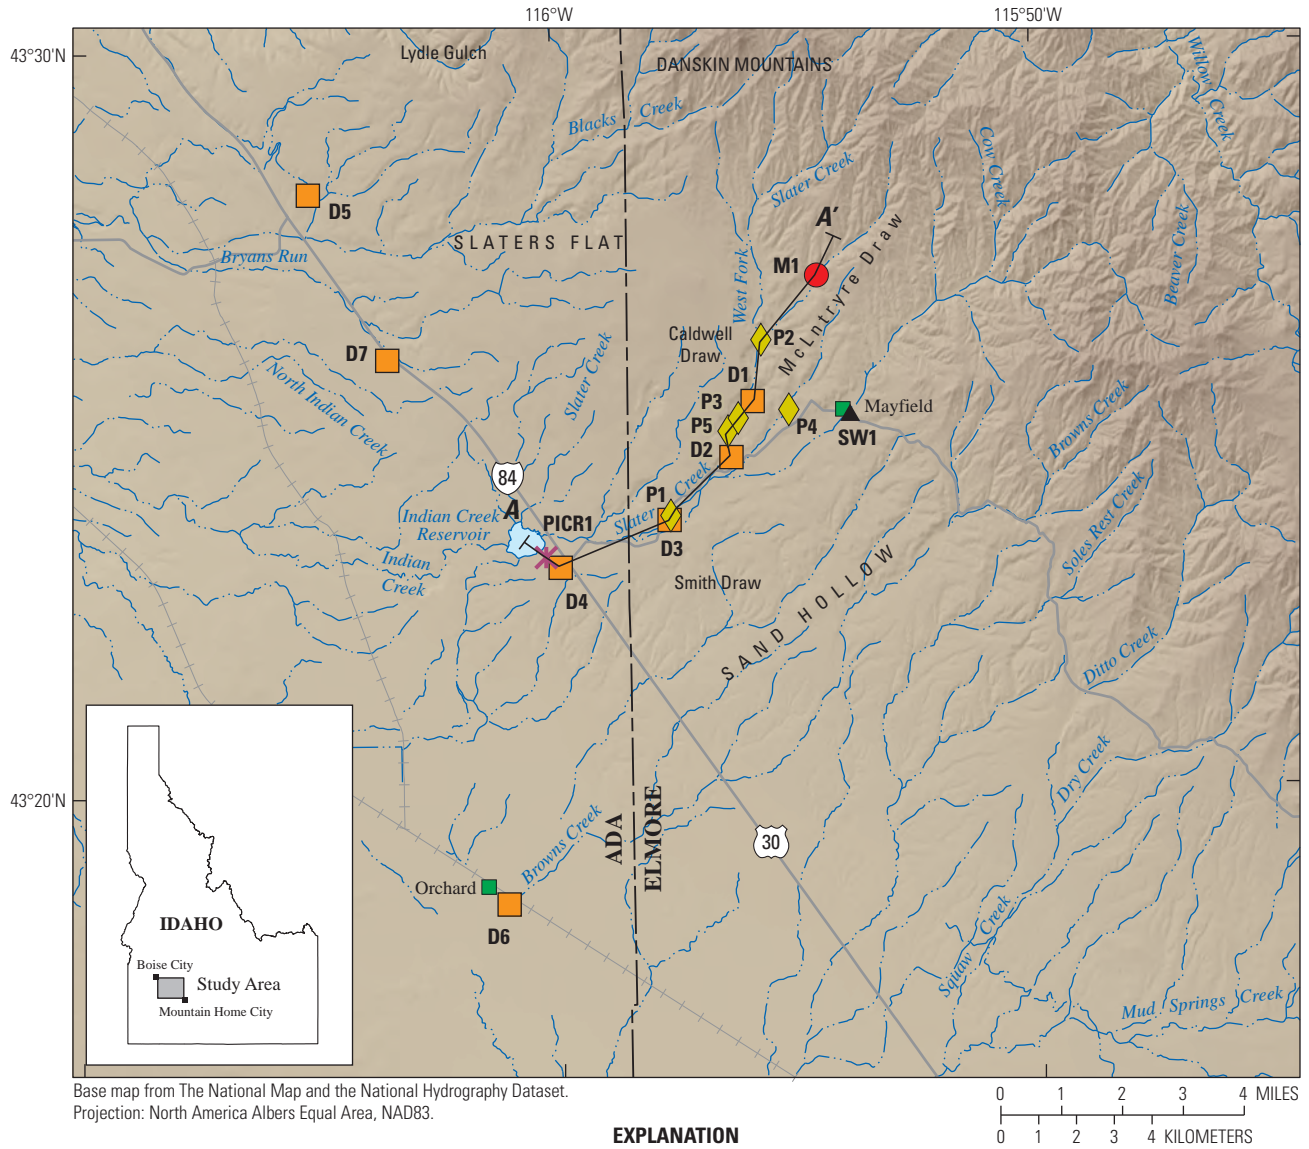 116°W
115°50'W
43°30'N
Lydle Gulch
DANSKIN MOUNTAINS
Willow Creek
Blacks Creek
Cow Creek
Slater Creek
D5
A'
Beaver Creek
SLATERS FLAT
Bryans Run
M1
West Fork
McLntryre Draw
Caldwell
Draw
P2
D7
D1
Slater Creek
North Indian Creek
P3
P4
Mayfield
Browns Creek
P5
SW1
D2
84
Slater Creek
P1
Soles Rest Creek
A
Indian Creek
Reservoir
PICR1
D3
Indian
Creek
Smith Draw
SAND HOLLOW
D4
Ditto Creek
Dry Creek
43°20'N
ADA
ELMORE
30
Browns Creek
Orchard
D6
Squaw Creek
Mud Springs Creek
IDAHO
Boise City
Study Area
Mountain Home City
Base map from The National Map and the National Hydrography Dataset.
Projection: North America Albers Equal Area, NAD83.
0 1 2 3 4 MILES
0 1 2 3 4 KILOMETERS
EXPLANATION